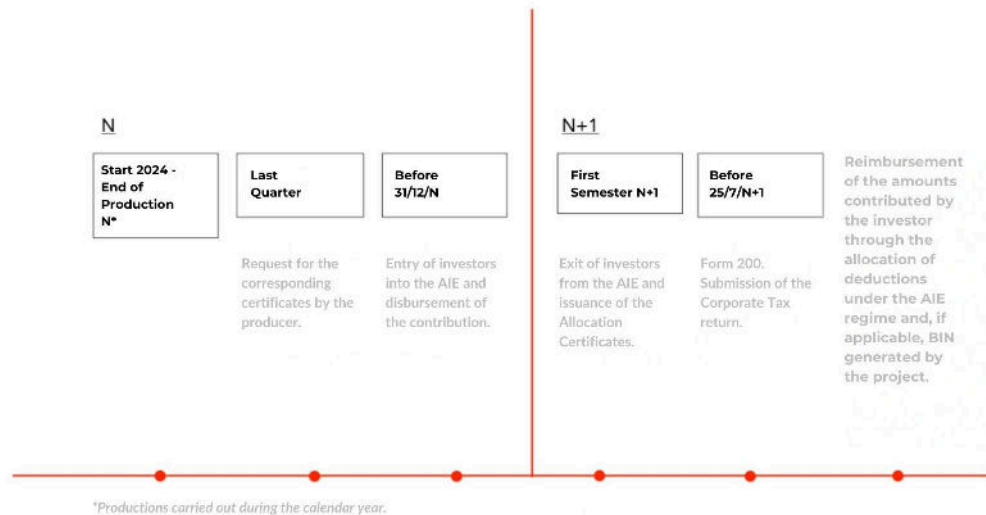 N
Start 2024 -
End of
Production
N*
Last
Quarter
Request for the
corresponding
certificates by the
producer.
Before
31/12/N
Entry of investors
into the AIE and
disbursement of
the contribution.
N+1
First
Semester N+1
Exit of investors
from the AIE and
issuance of the
Allocation
Certificates.
Before
25/7/N+1
Form 200.
Submission of the
Corporate Tax
return.
Reimbursement
of the amounts
contributed by
the investor
through the
allocation of
deductions
under the AIE
regime and, if
applicable, BIN
generated by
the project.
*Productions carried out during the calendar year.